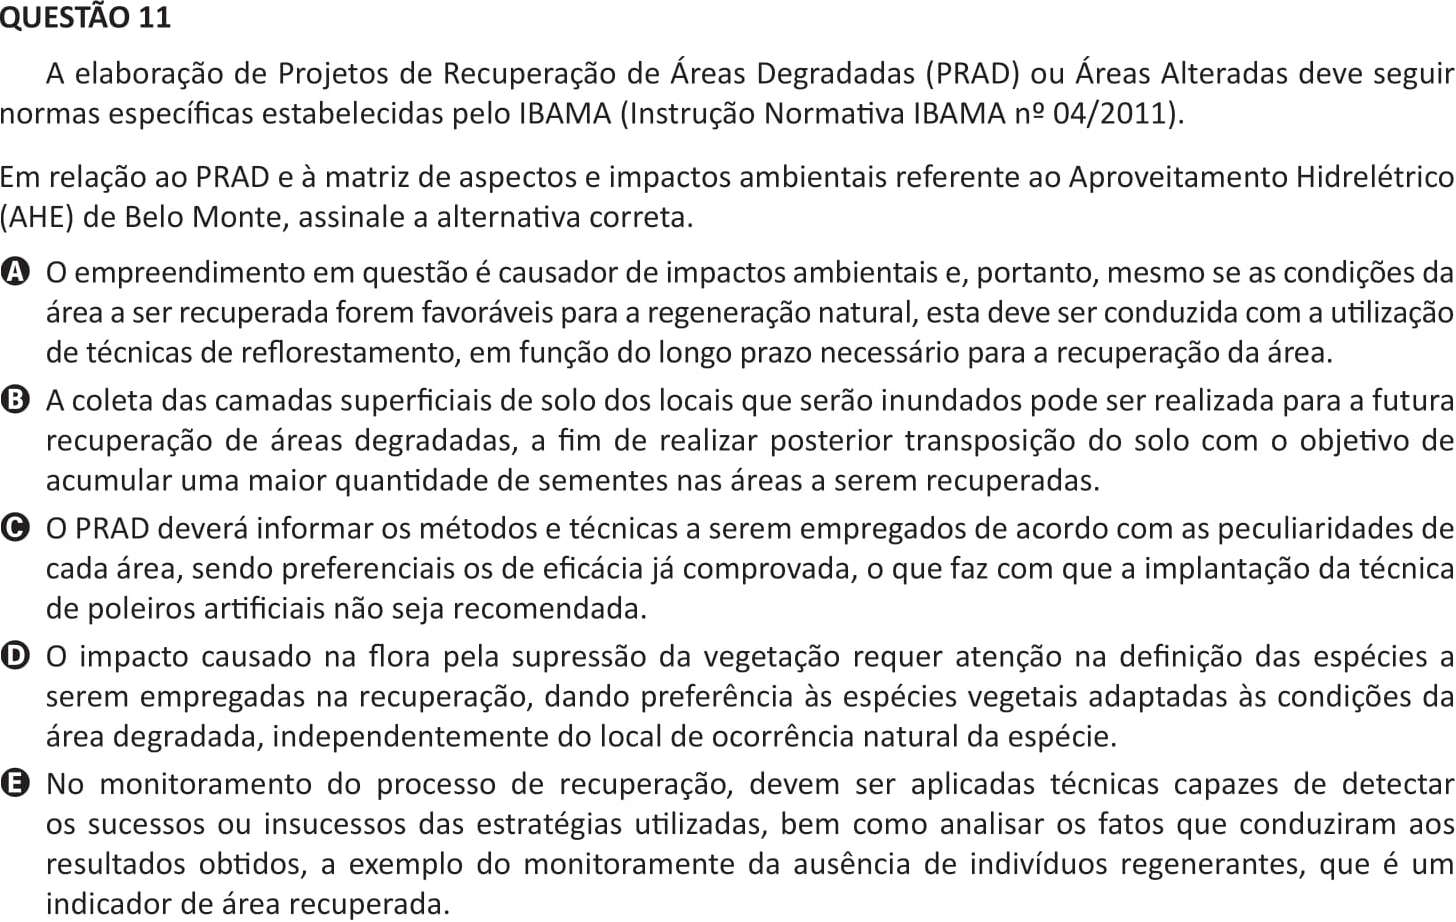 QUESTÃO 11
A elaboração de Projetos de Recuperação de Áreas Degradadas (PRAD) ou Áreas Alteradas deve seguir
normas específicas estabelecidas pelo IBAMA (Instrução Normativa IBAMA nº 04/2011).
Em relação ao PRAD e à matriz de aspectos e impactos ambientais referente ao Aproveitamento Hidrelétrico
(AHE) de Belo Monte, assinale a alternativa correta.
A O empreendimento em questão é causador de impactos ambientais e, portanto, mesmo se as condições da
área a ser recuperada forem favoráveis para a regeneração natural, esta deve ser conduzida com a utilização
de técnicas de reflorestamento, em função do longo prazo necessário para a recuperação da área.
B A coleta das camadas superficiais de solo dos locais que serão inundados pode ser realizada para a futura
recuperação de áreas degradadas, a fim de realizar posterior transposição do solo com o objetivo de
acumular uma maior quantidade de sementes nas áreas a serem recuperadas.
C O PRAD deverá informar os métodos e técnicas a serem empregados de acordo com as peculiaridades de
cada área, sendo preferenciais os de eficácia já comprovada, o que faz com que a implantação da técnica
de poleiros artificiais não seja recomendada.
D O impacto causado na flora pela supressão da vegetação requer atenção na definição das espécies a
serem empregadas na recuperação, dando preferência às espécies vegetais adaptadas às condições da
área degradada, independentemente do local de ocorrência natural da espécie.
E No monitoramento do processo de recuperação, devem ser aplicadas técnicas capazes de detectar
os sucessos ou insucessos das estratégias utilizadas, bem como analisar os fatos que conduziram aos
resultados obtidos, a exemplo do monitoramente da ausência de indivíduos regenerantes, que é um
indicador de área recuperada.